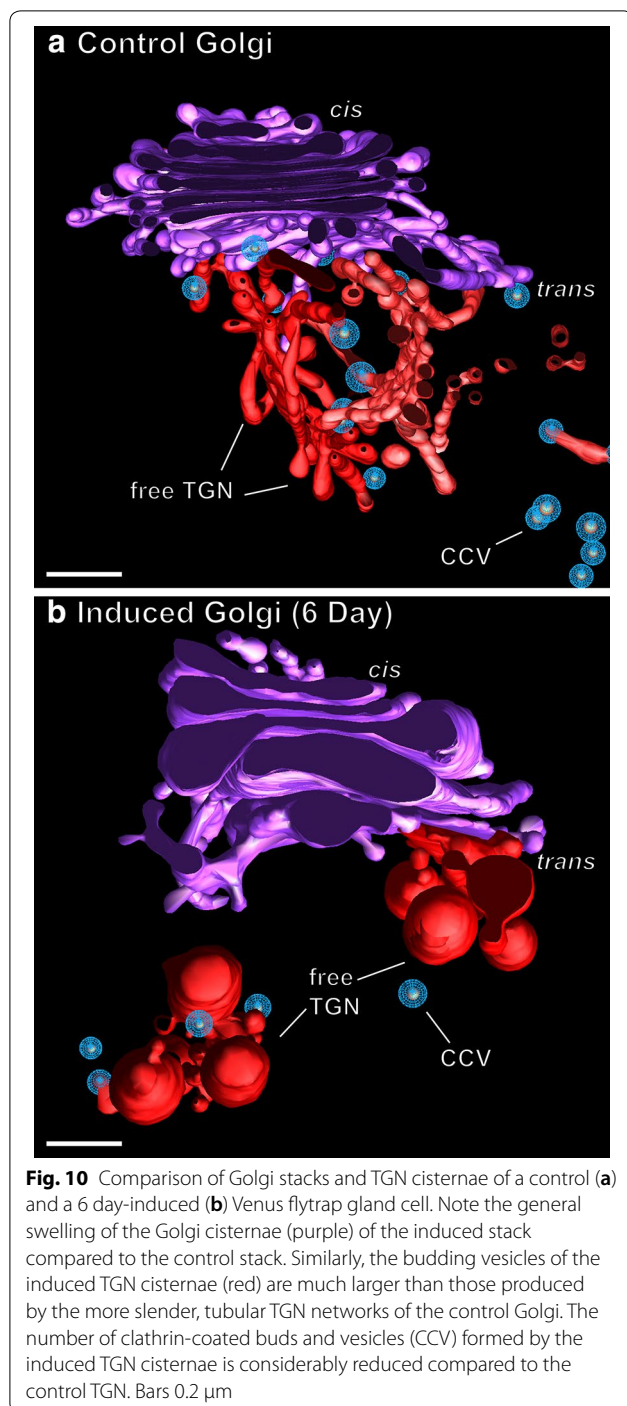 a Control Golgi
cis
trans
free TGN
CCV
b Induced Golgi (6 Day)
cis
trans
free
TGN
CCV
Fig. 10 Comparison of Golgi stacks and TGN cisternae of a control (a)
and a 6 day-induced (b) Venus flytrap gland cell. Note the general
swelling of the Golgi cisternae (purple) of the induced stack
compared to the control stack. Similarly, the budding vesicles of the
induced TGN cisternae (red) are much larger than those produced
by the more slender, tubular TGN networks of the control Golgi. The
number of clathrin-coated buds and vesicles (CCV) formed by the
induced TGN cisternae is considerably reduced compared to the
control TGN. Bars 0.2 μm